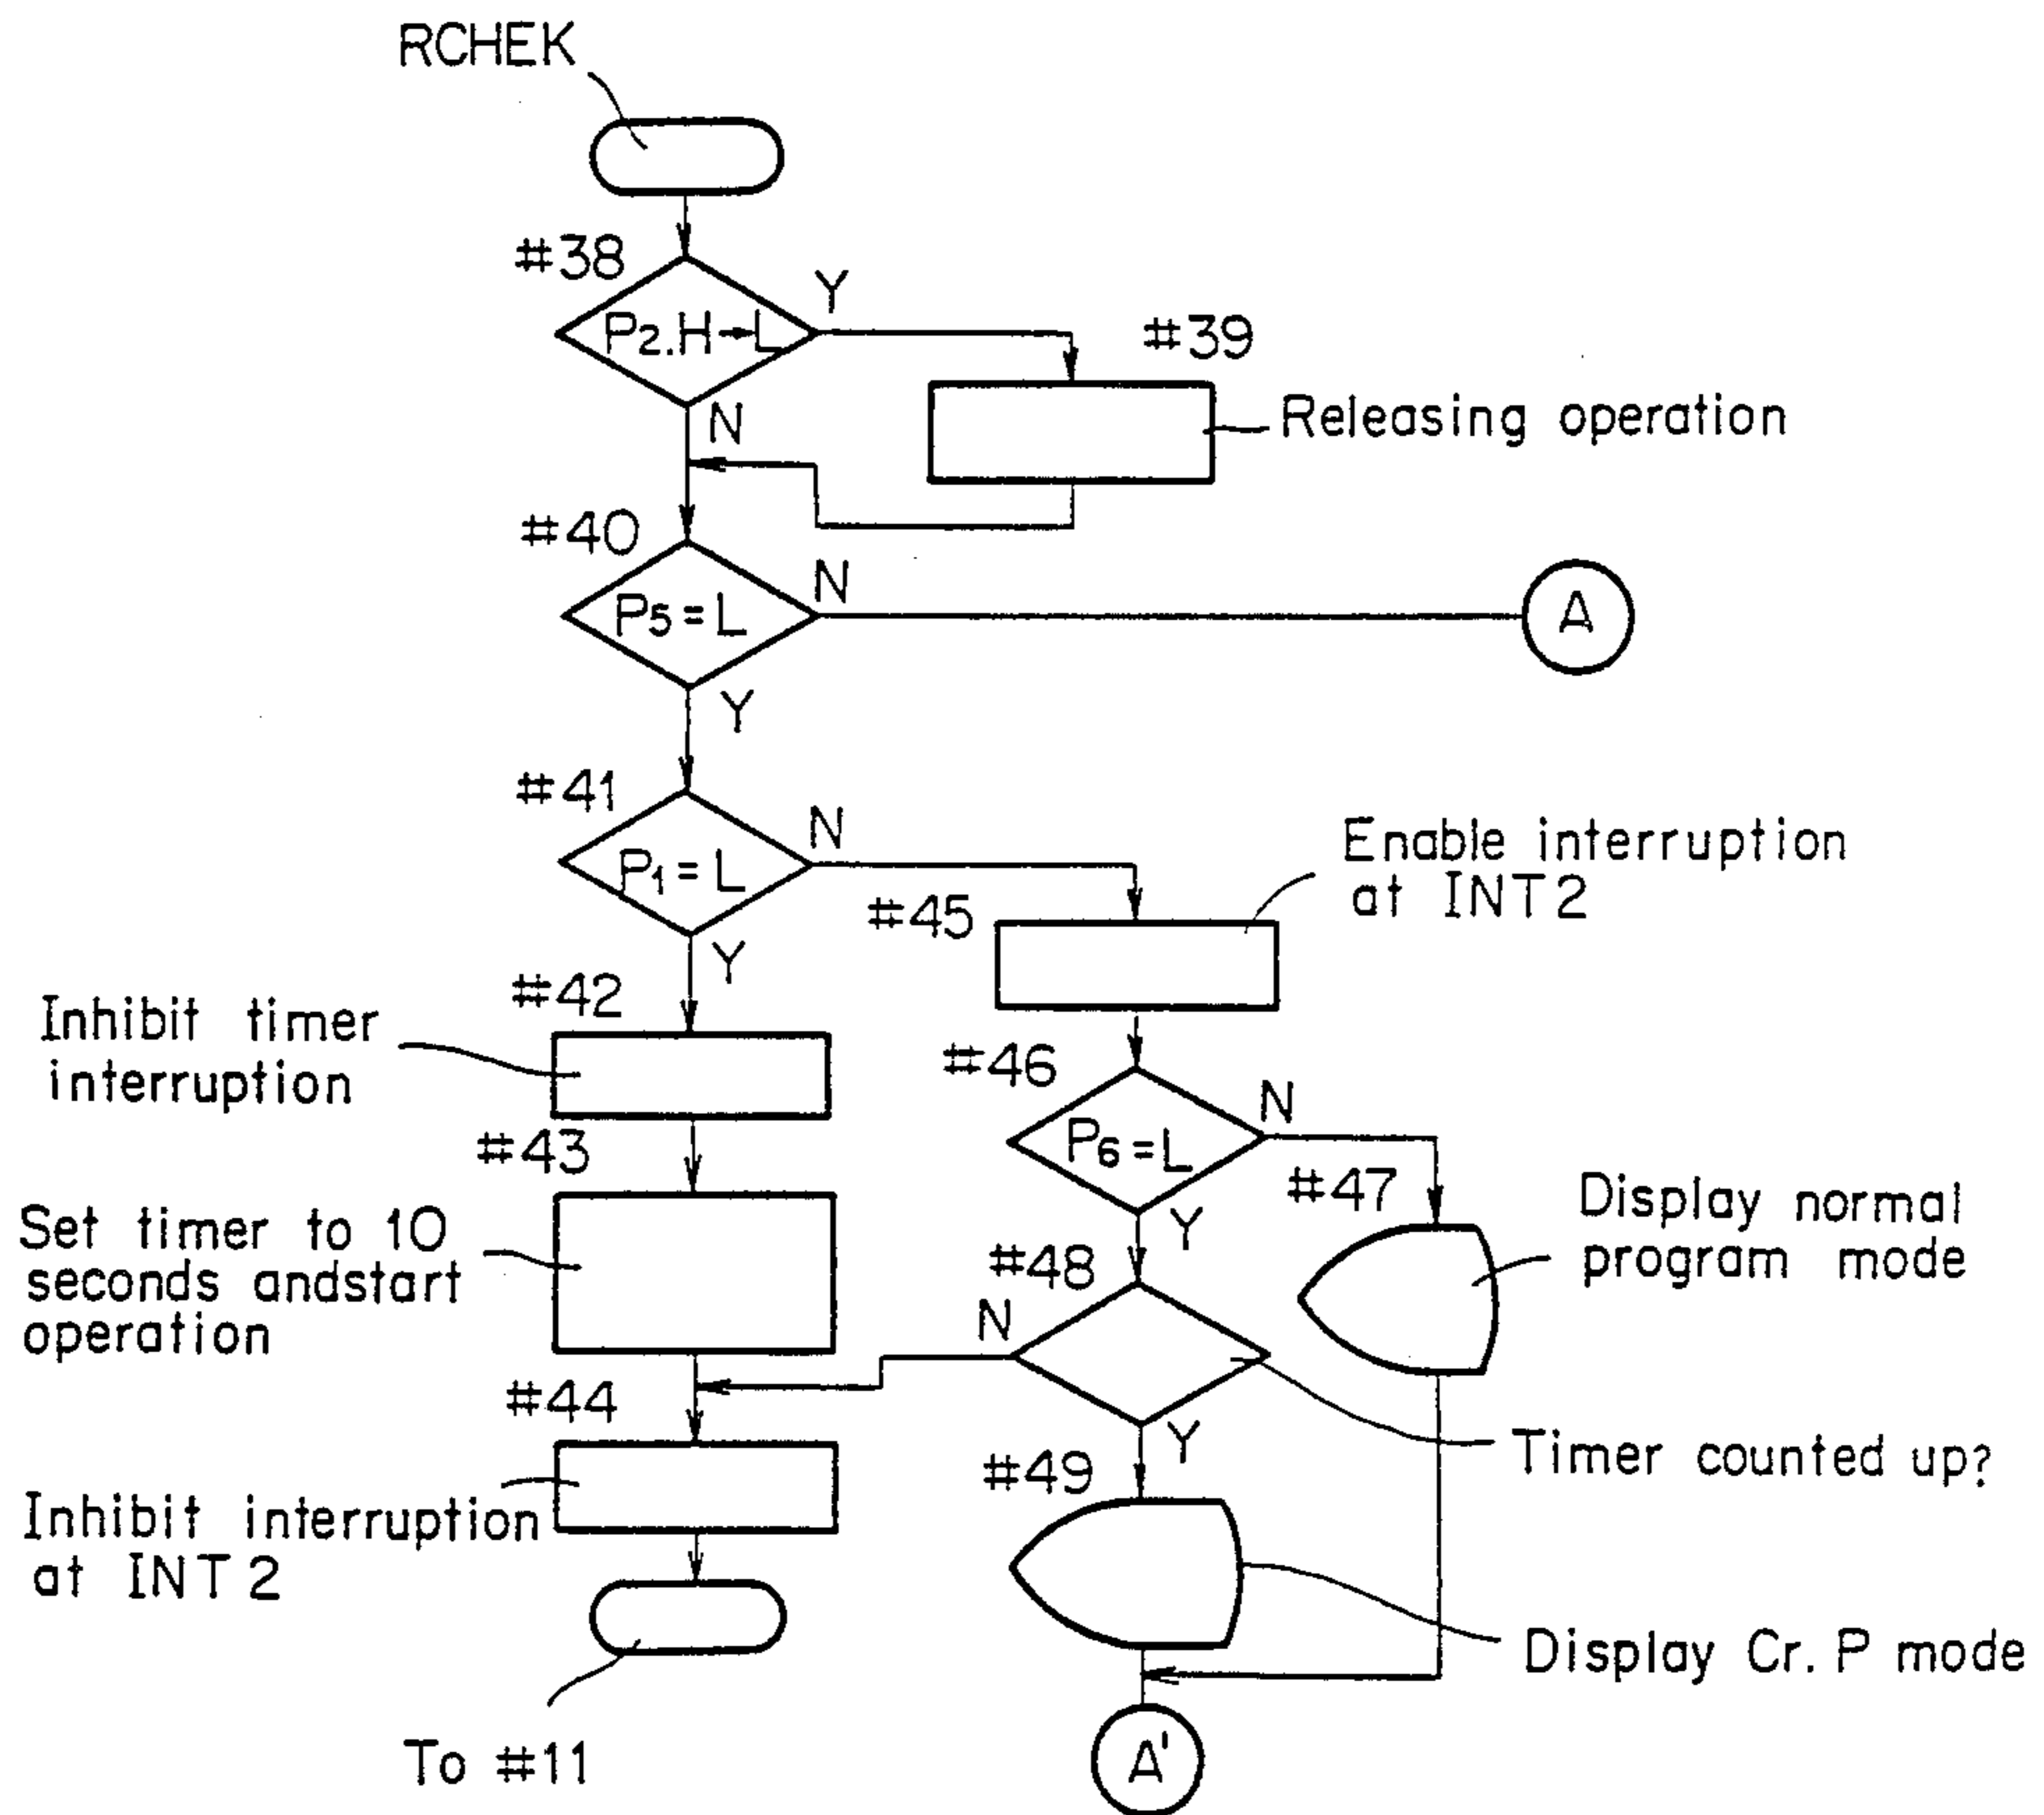 RCHEK
#38
P2.H→L
Y
#39
Releasing operation
N
#40
P5=L
N
A
Y
#41
P1=L
N
Enable interruption
at INT2
#45
Y
#42
Inhibit timer
interruption
#46
P6=L
N
#43
#47
Display normal
program mode
Set timer to 10
seconds andstart
operation
Y
#48
N
#44
Timer counted up?
Y
#49
Inhibit interruption
at INT2
Display Cr. P mode
To #11
A'